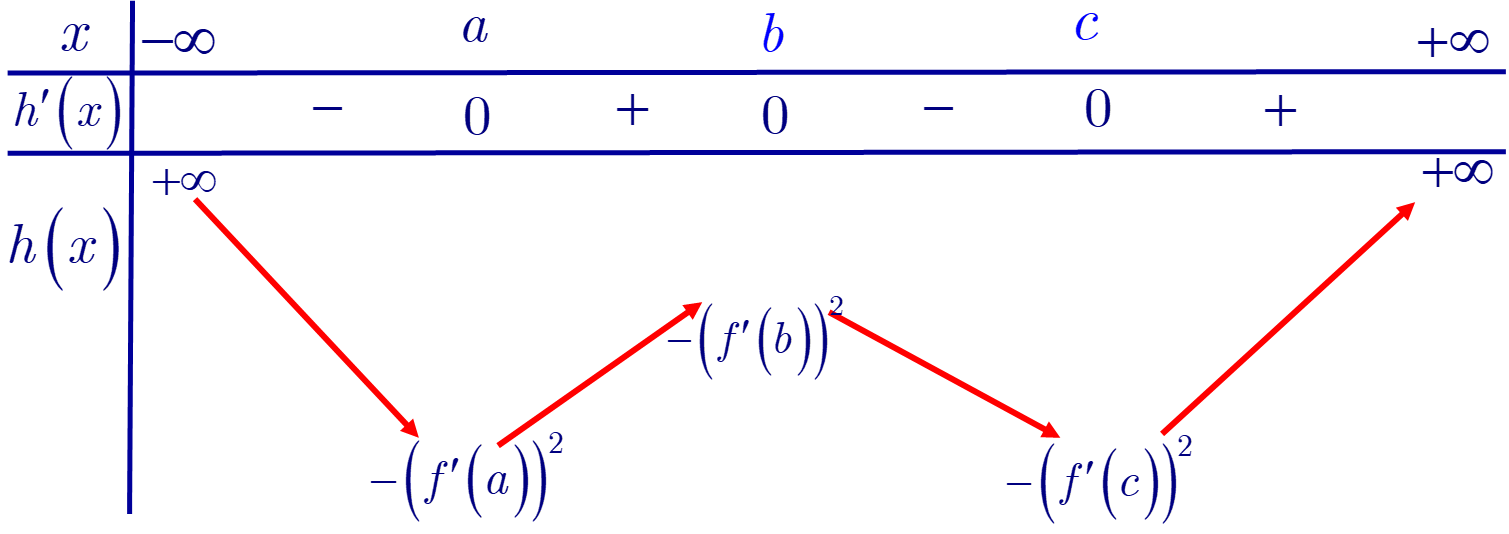 x −∞ a b c +∞
h′(x) − 0 + 0 − 0 +
+∞ +∞
h(x)
−(f′(b))²
−(f′(a))² −(f′(c))²